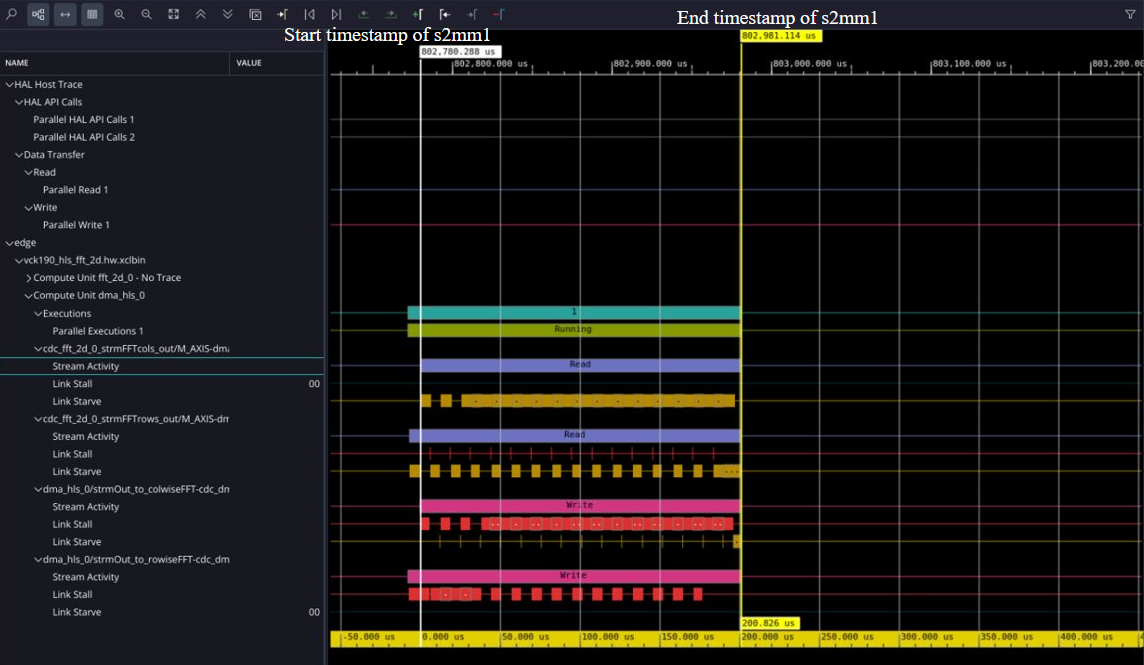 End timestamp of s2mm1
Start timestamp of s2mm1
802,981.114 us
802,780.288 us
NAME VALUE
802,800.000 us 802,900.000 us 803,000.000 us 803,100.000 us 803,200.00
HAL Host Trace
HAL API Calls
Parallel HAL API Calls 1
Parallel HAL API Calls 2
Data Transfer
Read
Parallel Read 1
Write
Parallel Write 1
edge
vck190_hls_fft_2d.hw.xclbin
Compute Unit fft_2d_0 - No Trace
Compute Unit dma_hls_0
Executions 1
Parallel Executions 1 Running
cdc_fft_2d_0_strmFFTcols_out/M_AXIS-dma
Stream Activity Read
Link Stall 00
Link Starve
cdc_fft_2d_0_strmFFTrows_out/M_AXIS-dm
Stream Activity Read
Link Stall
Link Starve
dma_hls_0/strmOut_to_colwiseFFT-cdc_dm
Stream Activity Write
Link Stall
Link Starve
dma_hls_0/strmOut_to_rowiseFFT-cdc_dm
Stream Activity Write
Link Stall
Link Starve 00
200.826 us
-50.000 us 0.000 us 50.000 us 100.000 us 150.000 us 200.000 us 250.000 us 300.000 us 350.000 us 400.000 us